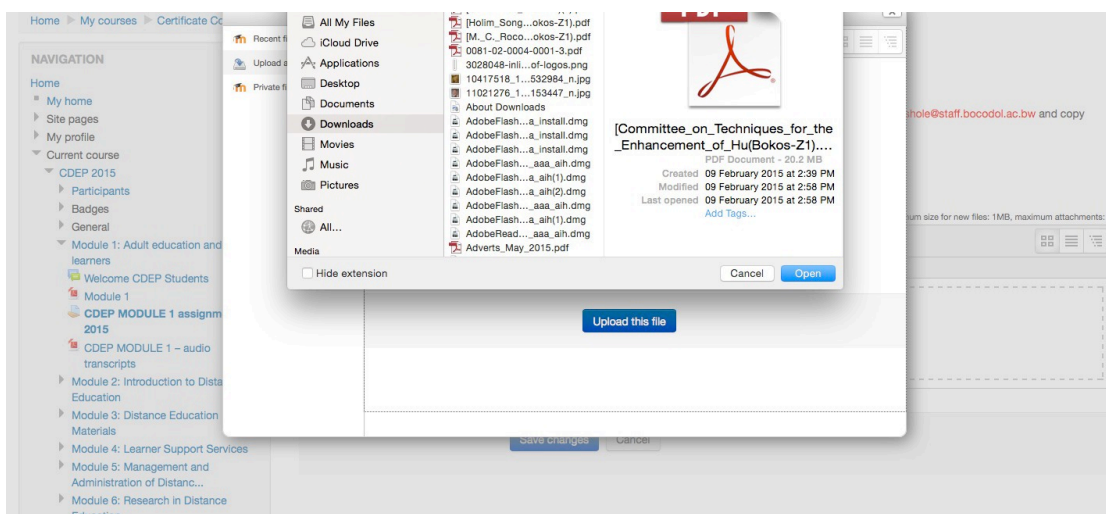 Home My courses Certificate Co
NAVIGATION
Home
My home
Site pages
My profile
Current course
CDEP 2015
Participants
Badges
General
Module 1: Adult education and
learners
Welcome CDEP Students
Module 1
CDEP MODULE 1 assignm
2015
CDEP MODULE 1 – audio
transcripts
Module 2: Introduction to Dista
Education
Module 3: Distance Education
Materials
Module 4: Learner Support Services
Module 5: Management and
Administration of Distanc...
Module 6: Research in Distance
Recent fi
Upload a
Private fi
All My Files
iCloud Drive
Applications
Desktop
Documents
Downloads
Movies
Music
Pictures
Shared
All...
Media
[Holim_Song...okos-Z1).pdf
[M._C._Roco...okos-Z1).pdf
0081-02-0004-0001-3.pdf
3028048-inli...of-logos.png
10417518_1...532984_n.jpg
11021276_1...153447_n.jpg
About Downloads
AdobeFlash...a_install.dmg
AdobeFlash...a_install.dmg
AdobeFlash...a_install.dmg
AdobeFlash..._aaa_aih.dmg
AdobeFlash...a_aih(1).dmg
AdobeFlash...a_aih(2).dmg
AdobeFlash..._aaa_aih.dmg
AdobeFlash...a_aih(1).dmg
AdobeRead..._aaa_aih.dmg
Adverts_May_2015.pdf
PDF
[Committee_on_Techniques_for_the
_Enhancement_of_Hu(Bokos-Z1)....
PDF Document - 20.2 MB
Created 09 February 2015 at 2:39 PM
Modified 09 February 2015 at 2:58 PM
Last opened 09 February 2015 at 2:58 PM
Add Tags...
Hide extension
Cancel
Open
Upload this file
Save changes
Cancel
hole@staff.bocodol.ac.bw and copy
um size for new files: 1MB, maximum attachments: